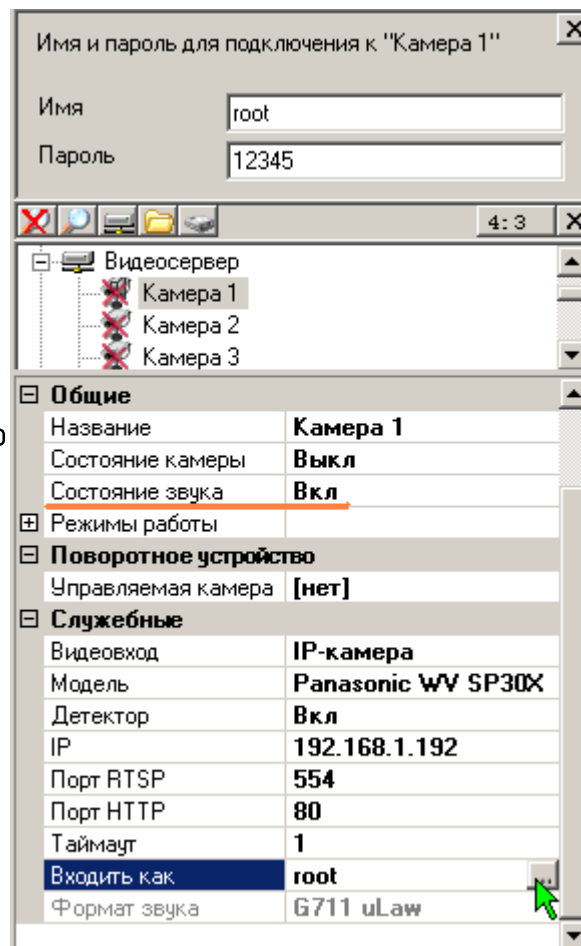 Имя и пароль для подключения к "Камера 1"
Имя root
Пароль 12345
4:3
Видеосервер
Камера 1
Камера 2
Камера 3
Общие
Название Камера 1
Состояние камеры Выкл
Состояние звука Вкл
Режимы работы
Поворотное устройство
Управляемая камера [нет]
Служебные
Видеовход IP-камера
Модель Panasonic WV SP30X
Детектор Вкл
IP 192.168.1.192
Порт RTSP 554
Порт HTTP 80
Таймаут 1
Входить как root ...
Формат звука G711 uLaw